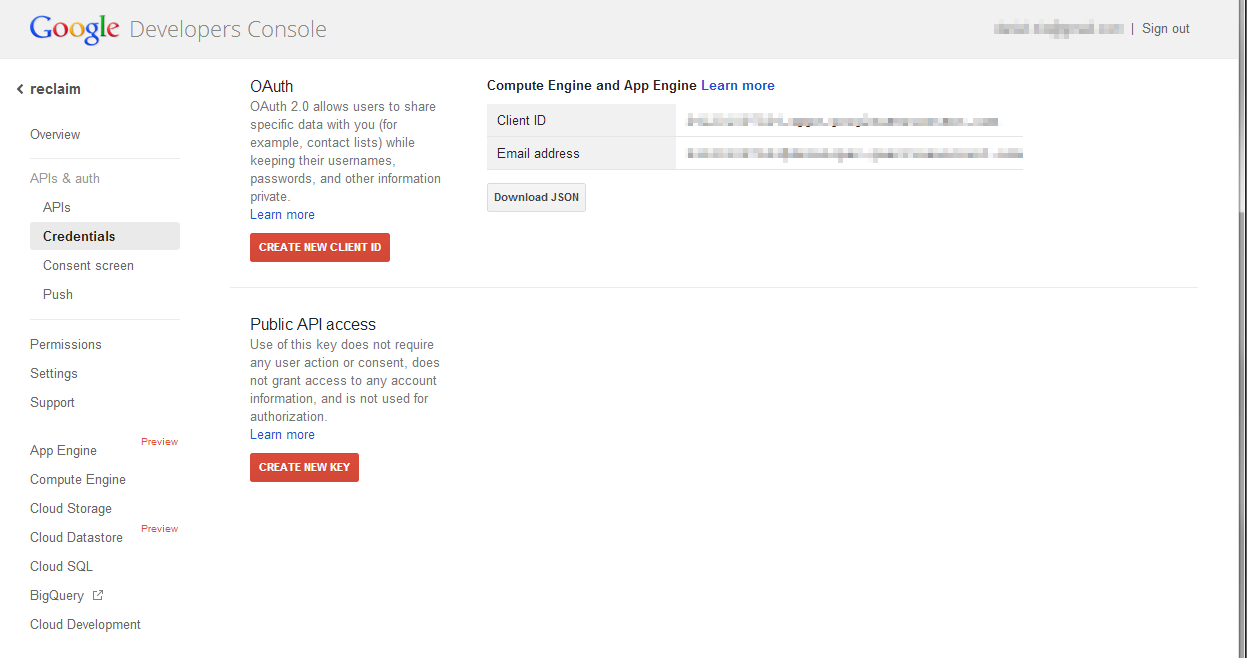 Google Developers Console
| Sign out
reclaim
Overview
APIs & auth
APIs
Credentials
Consent screen
Push
Permissions
Settings
Support
App Engine Preview
Compute Engine
Cloud Storage
Cloud Datastore Preview
Cloud SQL
BigQuery
Cloud Development
OAuth
OAuth 2.0 allows users to share
specific data with you (for
example, contact lists) while
keeping their usernames,
passwords, and other information
private.
Learn more
CREATE NEW CLIENT ID
Compute Engine and App Engine Learn more
Client ID
Email address
Download JSON
Public API access
Use of this key does not require
any user action or consent, does
not grant access to any account
information, and is not used for
authorization.
Learn more
CREATE NEW KEY